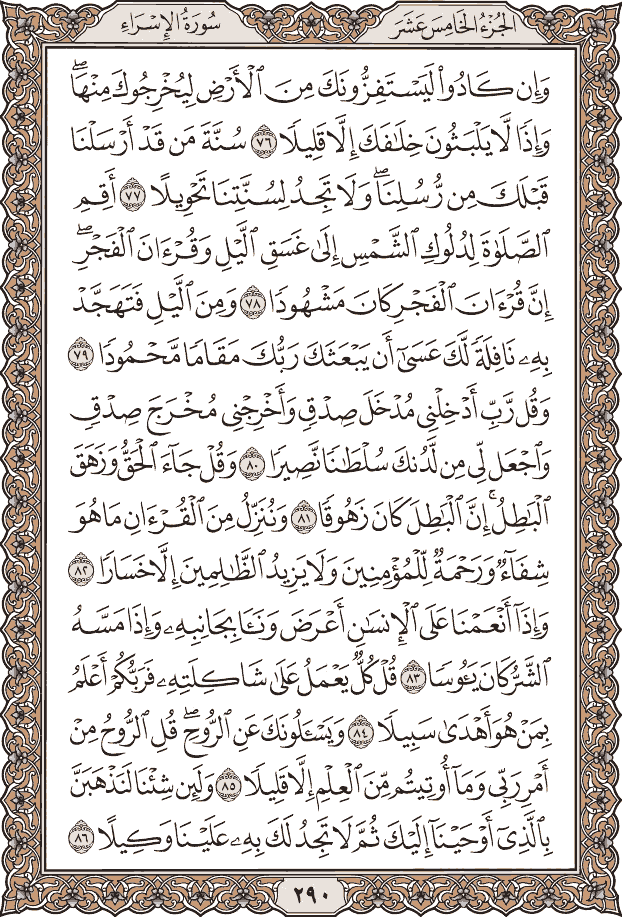 الجُزْءُ الخَامِسَ عَشَرَ
سُورَةُ الإِسْرَاءِ
وَإِن كَادُواْ لَيَسْتَفِزُّونَكَ مِنَ ٱلْأَرْضِ لِيُخْرِجُوكَ مِنْهَاۖ
وَإِذًا لَّا يَلْبَثُونَ خِلَٰفَكَ إِلَّا قَلِيلًا ٧٦ سُنَّةَ مَن قَدْ أَرْسَلْنَا
قَبْلَكَ مِن رُّسُلِنَاۖ وَلَا تَجِدُ لِسُنَّتِنَا تَحْوِيلًا ٧٧ أَقِمِ
ٱلصَّلَوٰةَ لِدُلُوكِ ٱلشَّمْسِ إِلَىٰ غَسَقِ ٱلَّيْلِ وَقُرْءَانَ ٱلْفَجْرِۖ
إِنَّ قُرْءَانَ ٱلْفَجْرِ كَانَ مَشْهُودًا ٧٨ وَمِنَ ٱلَّيْلِ فَتَهَجَّدْ
بِهِۦ نَافِلَةً لَّكَ عَسَىٰٓ أَن يَبْعَثَكَ رَبُّكَ مَقَامًا مَّحْمُودًا ٧٩
وَقُل رَّبِّ أَدْخِلْنِى مُدْخَلَ صِدْقٍ وَأَخْرِجْنِى مُخْرَجَ صِدْقٍ
وَٱجْعَل لِّى مِن لَّدُنكَ سُلْطَٰنًا نَّصِيرًا ٨٠ وَقُلْ جَآءَ ٱلْحَقُّ وَزَهَقَ
ٱلْبَٰطِلُۚ إِنَّ ٱلْبَٰطِلَ كَانَ زَهُوقًا ٨١ وَنُنَزِّلُ مِنَ ٱلْقُرْءَانِ مَا هُوَ
شِفَآءٌ وَرَحْمَةٌ لِّلْمُؤْمِنِينَ وَلَا يَزِيدُ ٱلظَّٰلِمِينَ إِلَّا خَسَارًا ٨٢
وَإِذَآ أَنْعَمْنَا عَلَى ٱلْإِنسَٰنِ أَعْرَضَ وَنَـَٔا بِجَانِبِهِۦ وَإِذَا مَسَّهُ
ٱلشَّرُّ كَانَ يَـُٔوسًا ٨٣ قُلْ كُلٌّ يَعْمَلُ عَلَىٰ شَاكِلَتِهِۦ فَرَبُّكُمْ أَعْلَمُ
بِمَنْ هُوَ أَهْدَىٰ سَبِيلًا ٨٤ وَيَسْـَٔلُونَكَ عَنِ ٱلرُّوحِۖ قُلِ ٱلرُّوحُ مِنْ
أَمْرِ رَبِّى وَمَآ أُوتِيتُم مِّنَ ٱلْعِلْمِ إِلَّا قَلِيلًا ٨٥ وَلَئِن شِئْنَا لَنَذْهَبَنَّ
بِٱلَّذِىٓ أَوْحَيْنَآ إِلَيْكَ ثُمَّ لَا تَجِدُ لَكَ بِهِۦ عَلَيْنَا وَكِيلًا ٨٦
٢٩٠